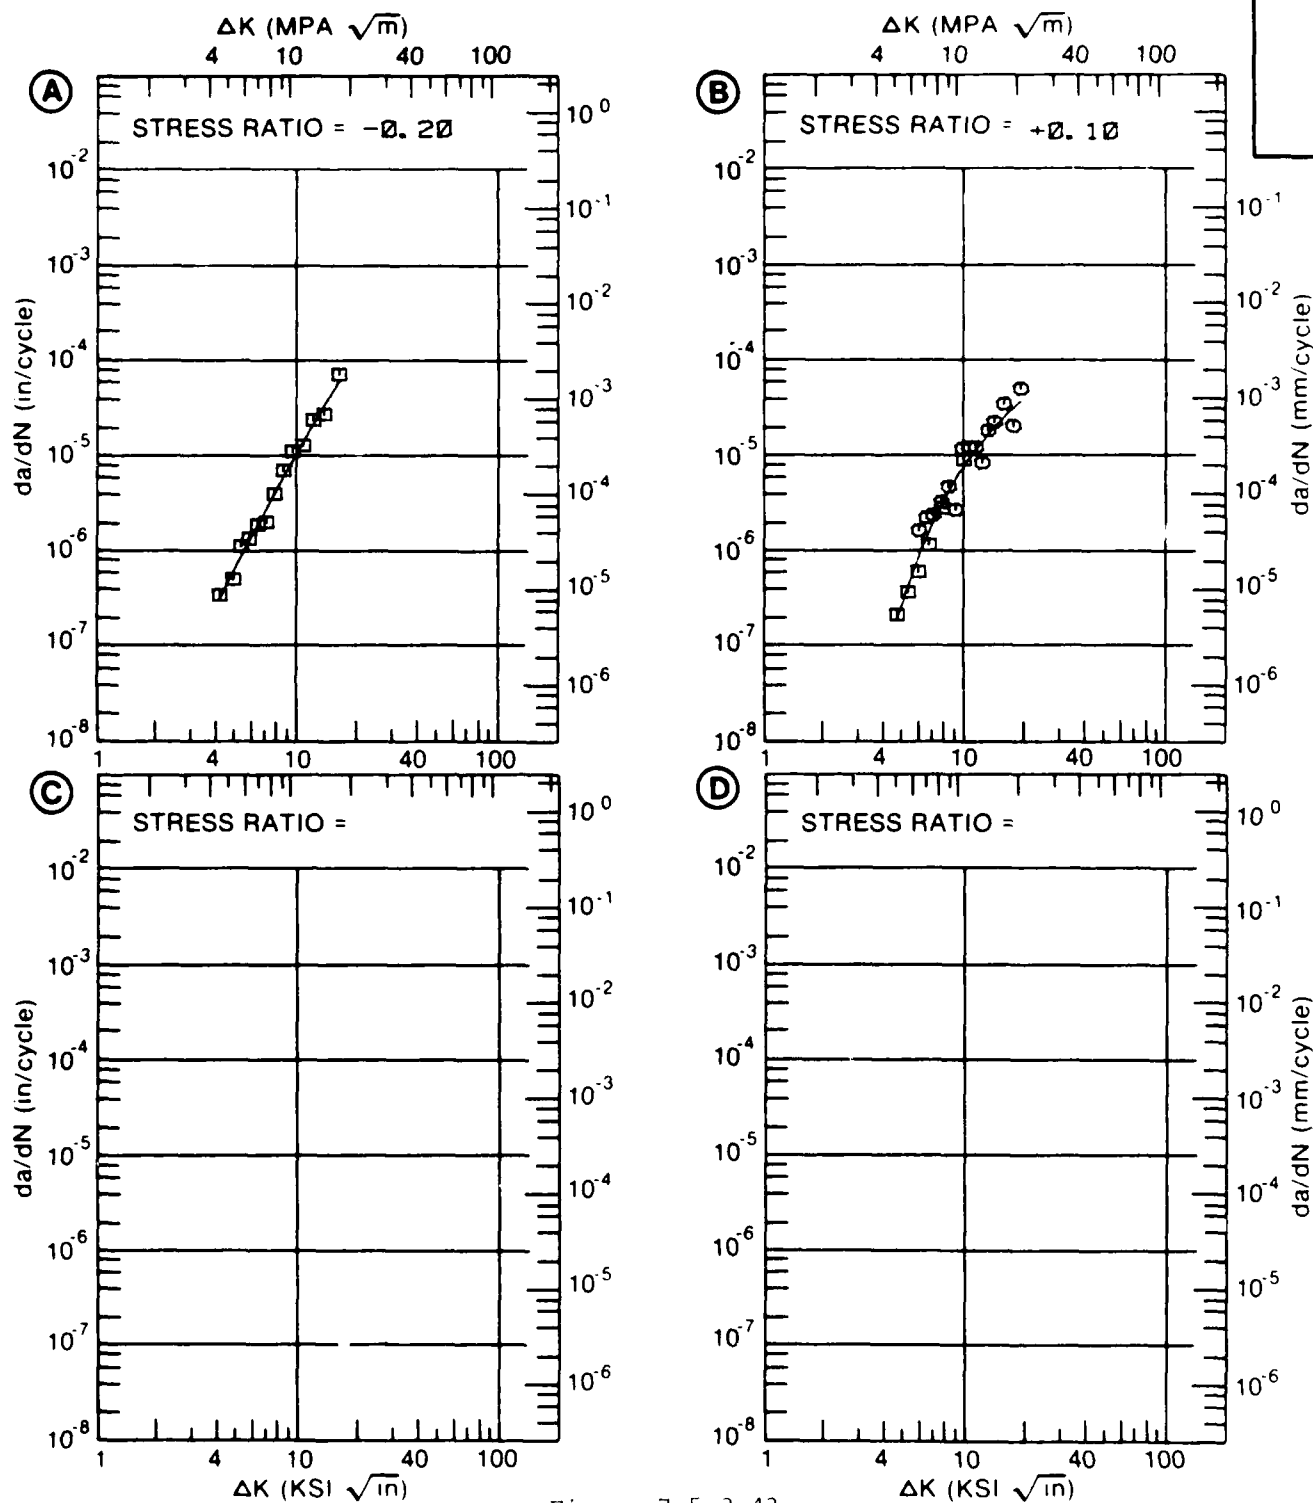 ΔK (MPA √m) ΔK (MPA √m)
4 10 40 100 4 10 40 100
A B
STRESS RATIO = -0.20 STRESS RATIO = +0.10
10^0
10^-2 10^-2
10^-1 10^-1
10^-3 10^-3
10^-2 10^-2
10^-4 10^-4
10^-3 10^-3
10^-5 10^-5
10^-4 10^-4
10^-6 10^-6
10^-5 10^-5
10^-7 10^-7
10^-6 10^-6
10^-8 10^-8
da/dN (in/cycle) da/dN (mm/cycle)
1 4 10 40 100 1 4 10 40 100
C D
STRESS RATIO = STRESS RATIO =
10^0 10^0
10^-2 10^-2
10^-1 10^-1
10^-3 10^-3
10^-2 10^-2
10^-4 10^-4
10^-3 10^-3
10^-5 10^-5
10^-4 10^-4
10^-6 10^-6
10^-5 10^-5
10^-7 10^-7
10^-6 10^-6
10^-8 10^-8
da/dN (in/cycle) da/dN (mm/cycle)
1 4 10 40 100 1 4 10 40 100
ΔK (KSI √in) ΔK (KSI √in)